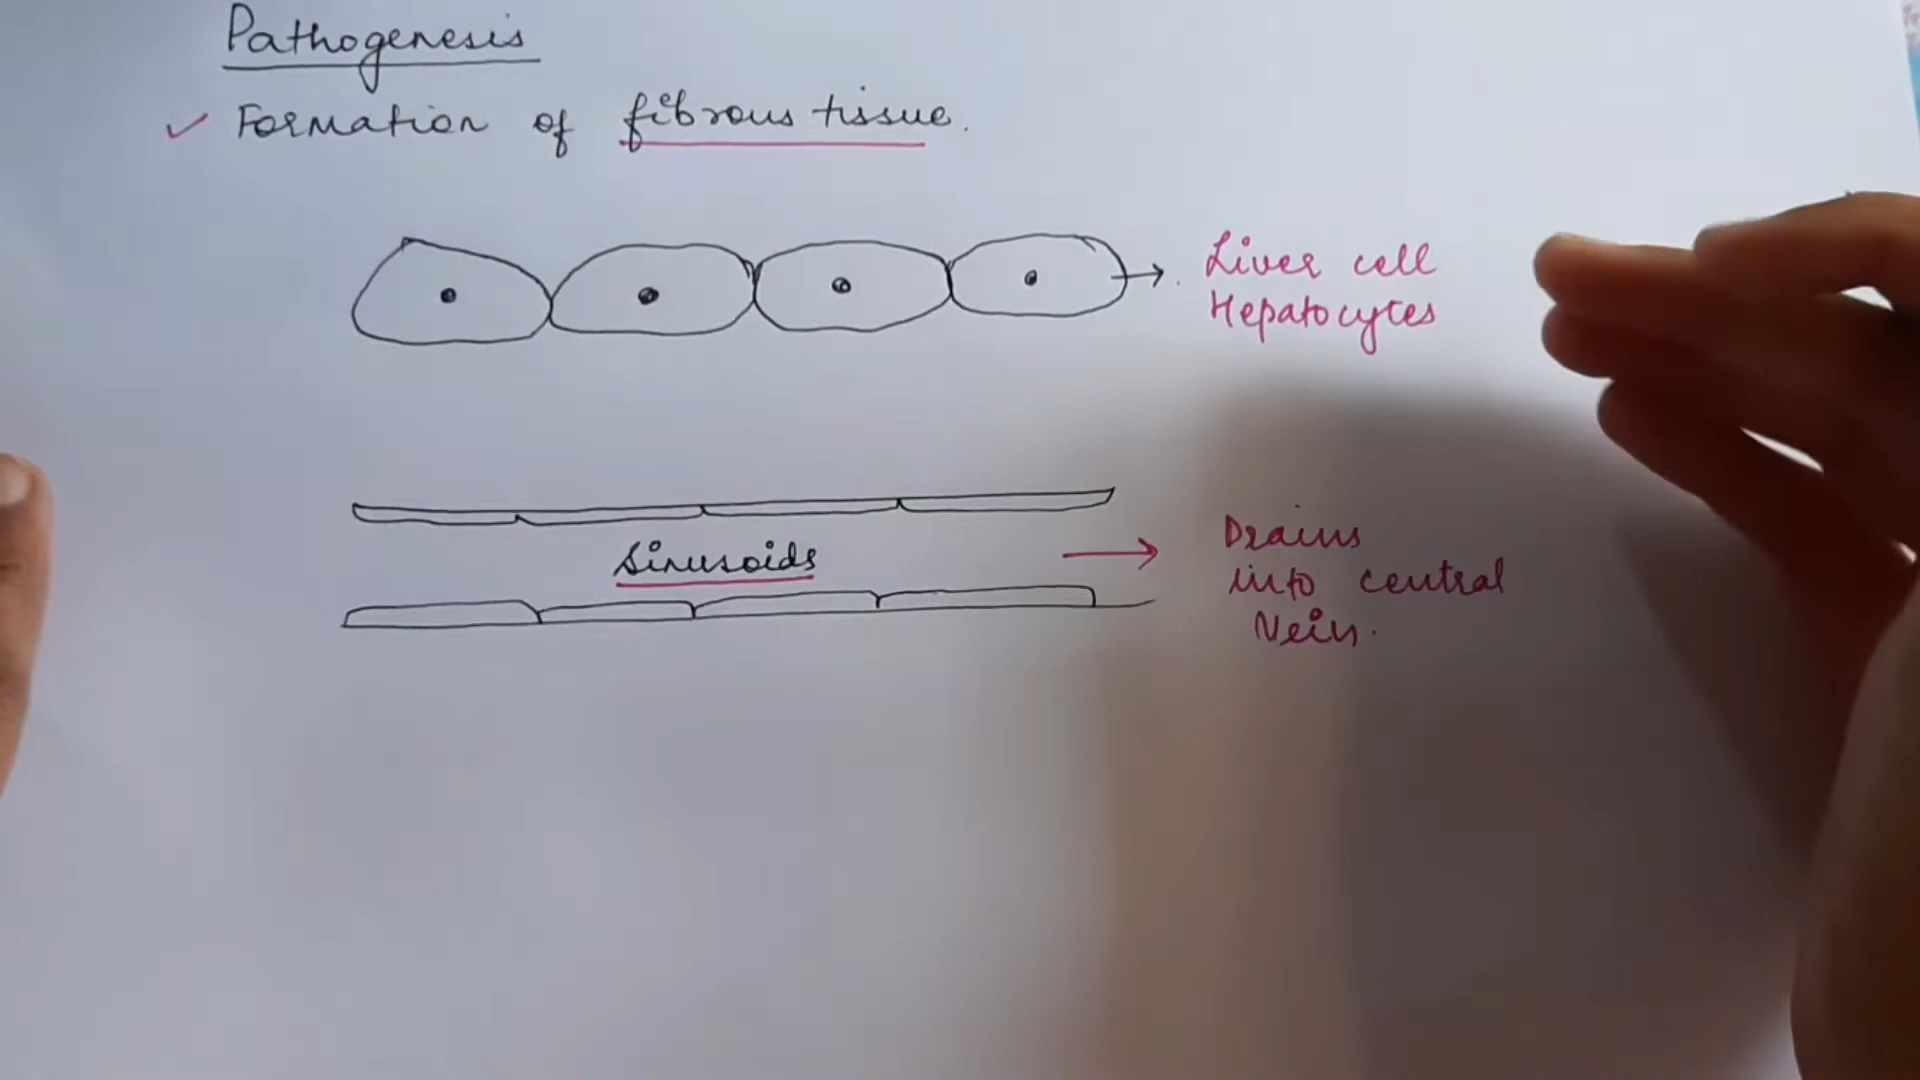 Pathogenesis
✓ Formation of fibrous tissue.
Liver cell
Hepatocytes
Sinusoids
Drains
into central
Vein.